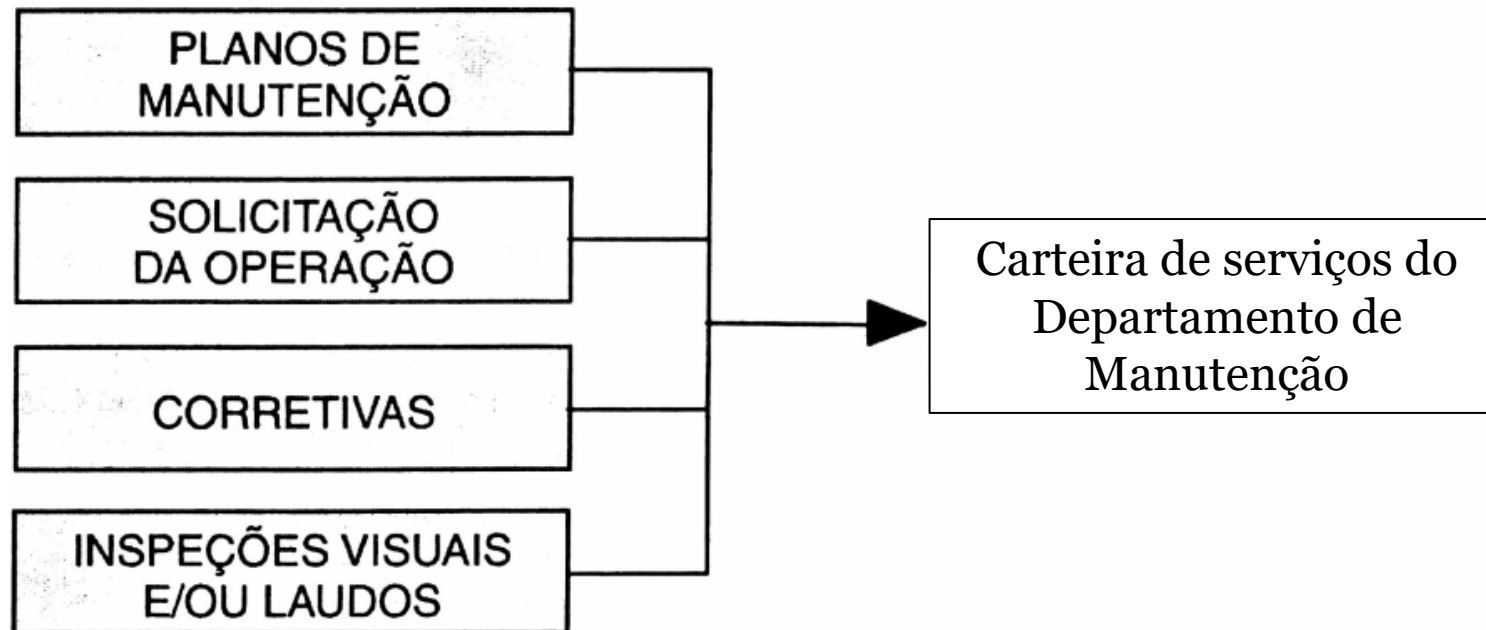 PLANOS DE
MANUTENÇÃO
SOLICITAÇÃO
DA OPERAÇÃO
CORRETIVAS
INSPEÇÕES VISUAIS
E/OU LAUDOS
Carteira de serviços do
Departamento de
Manutenção